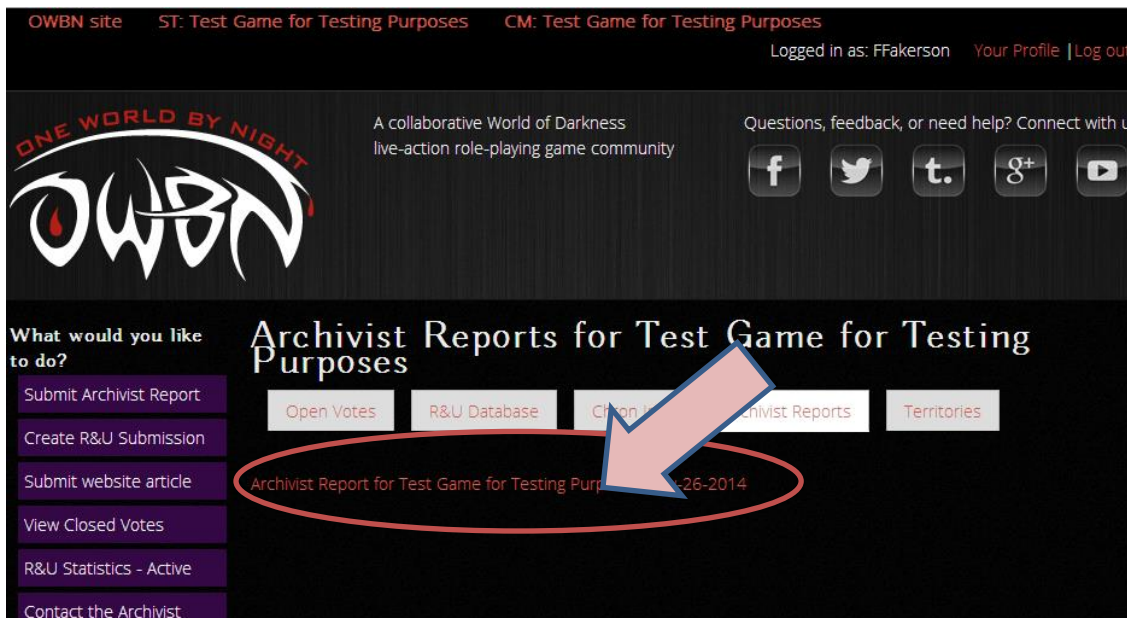 OWBN site ST: Test Game for Testing Purposes CM: Test Game for Testing Purposes
Logged in as: FFakerson Your Profile | Log out
ONE WORLD BY NIGHT
OWBN
A collaborative World of Darkness
live-action role-playing game community
Questions, feedback, or need help? Connect with
f t. g+
What would you like
to do?
Submit Archivist Report
Create R&U Submission
Submit website article
View Closed Votes
R&U Statistics - Active
Contact the Archivist
Archivist Reports for Test Game for Testing
Purposes
Open Votes R&U Database Reports Territories
Archivist Report for Test Game for Testing -26-2014